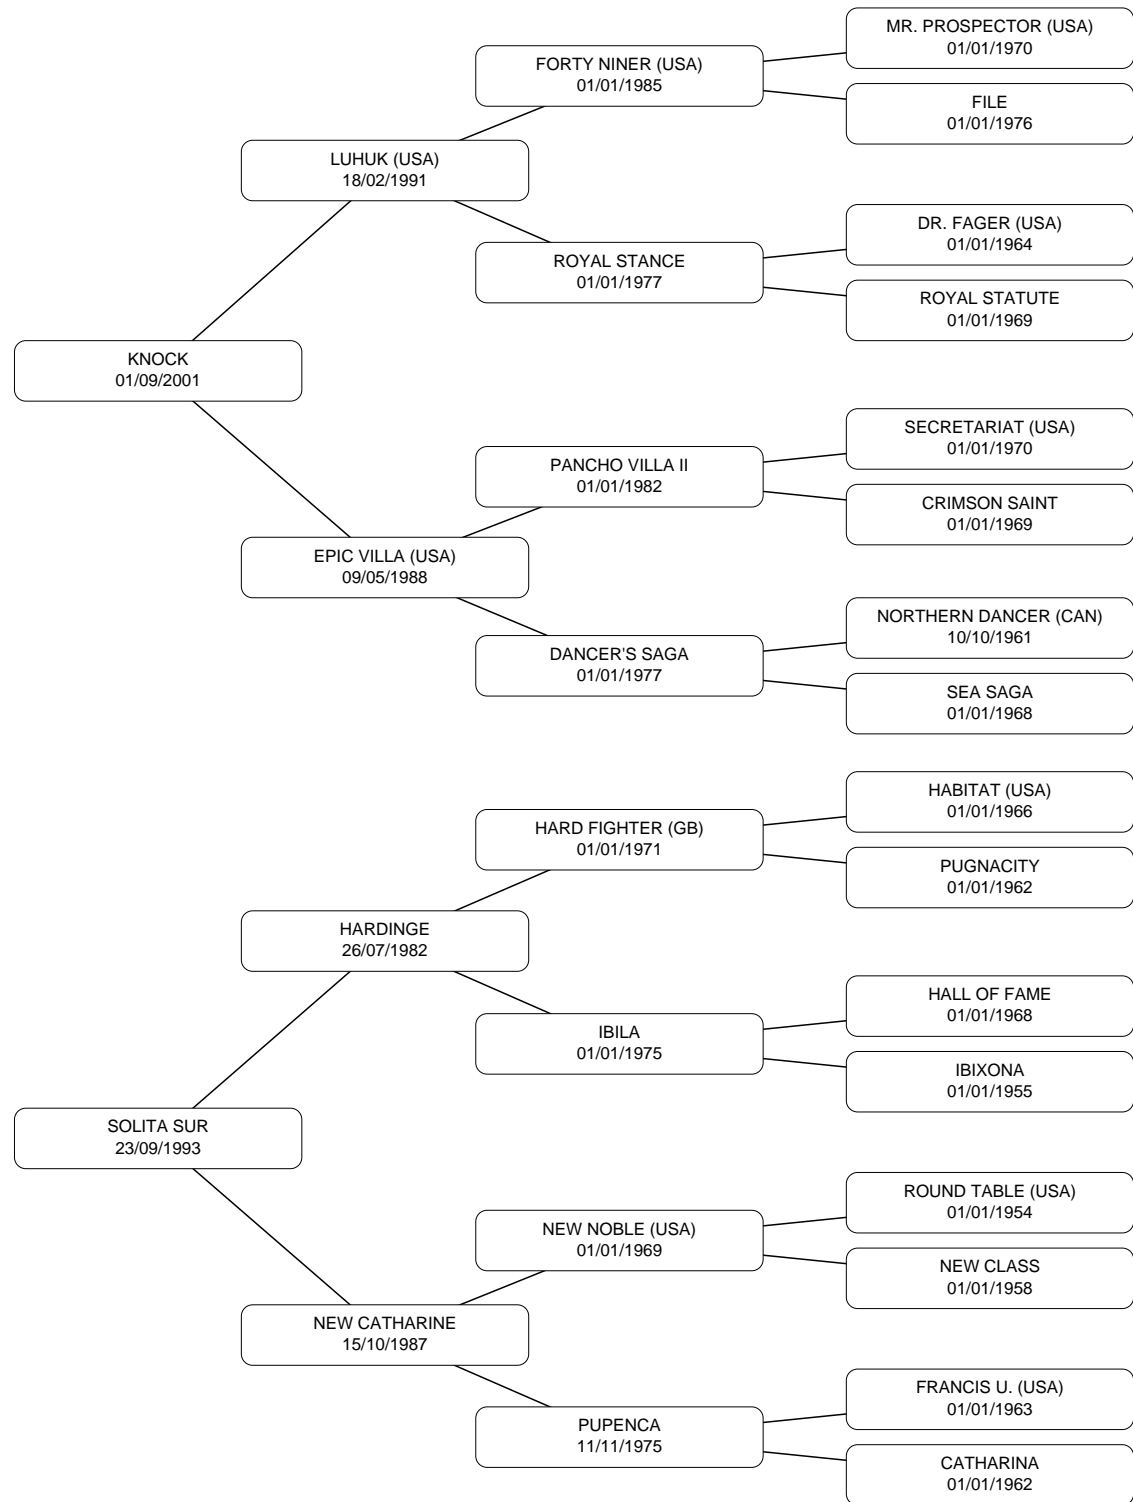 MR. PROSPECTOR (USA)
01/01/1970
FORTY NINER (USA)
01/01/1985
FILE
01/01/1976
LUHUK (USA)
18/02/1991
DR. FAGER (USA)
01/01/1964
ROYAL STANCE
01/01/1977
ROYAL STATUTE
01/01/1969
KNOCK
01/09/2001
SECRETARIAT (USA)
01/01/1970
PANCHO VILLA II
01/01/1982
CRIMSON SAINT
01/01/1969
EPIC VILLA (USA)
09/05/1988
NORTHERN DANCER (CAN)
10/10/1961
DANCER'S SAGA
01/01/1977
SEA SAGA
01/01/1968
HABITAT (USA)
01/01/1966
HARD FIGHTER (GB)
01/01/1971
PUGNACITY
01/01/1962
HARDINGE
26/07/1982
HALL OF FAME
01/01/1968
IBILA
01/01/1975
IBIXONA
01/01/1955
SOLITA SUR
23/09/1993
ROUND TABLE (USA)
01/01/1954
NEW NOBLE (USA)
01/01/1969
NEW CLASS
01/01/1958
NEW CATHARINE
15/10/1987
FRANCIS U. (USA)
01/01/1963
PUPENCA
11/11/1975
CATHARINA
01/01/1962